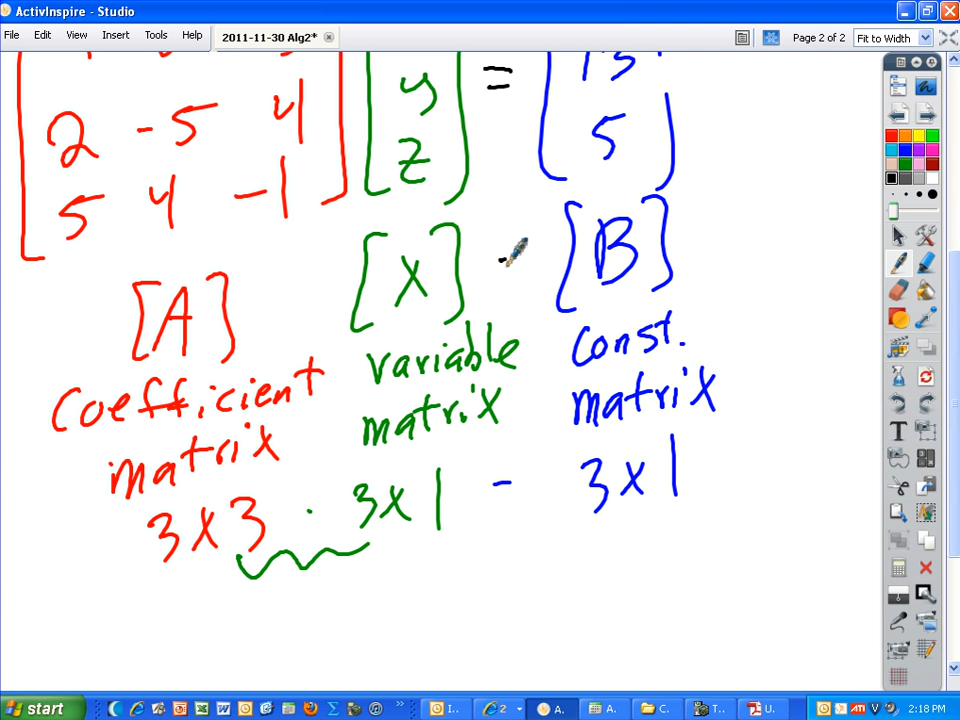 ActivInspire - Studio
File Edit View Insert Tools Help 2011-11-30 Alg2* Page 2 of 2 Fit to Width
y =
2 -5 4 5
z
5 4 -1
[A] [X] - [B]
coefficient variable const.
matrix matrix matrix
3x3 · 3x1 - 3x1
start 2 I.. A. A. C.. T.. U. ATI V 2:18 PM